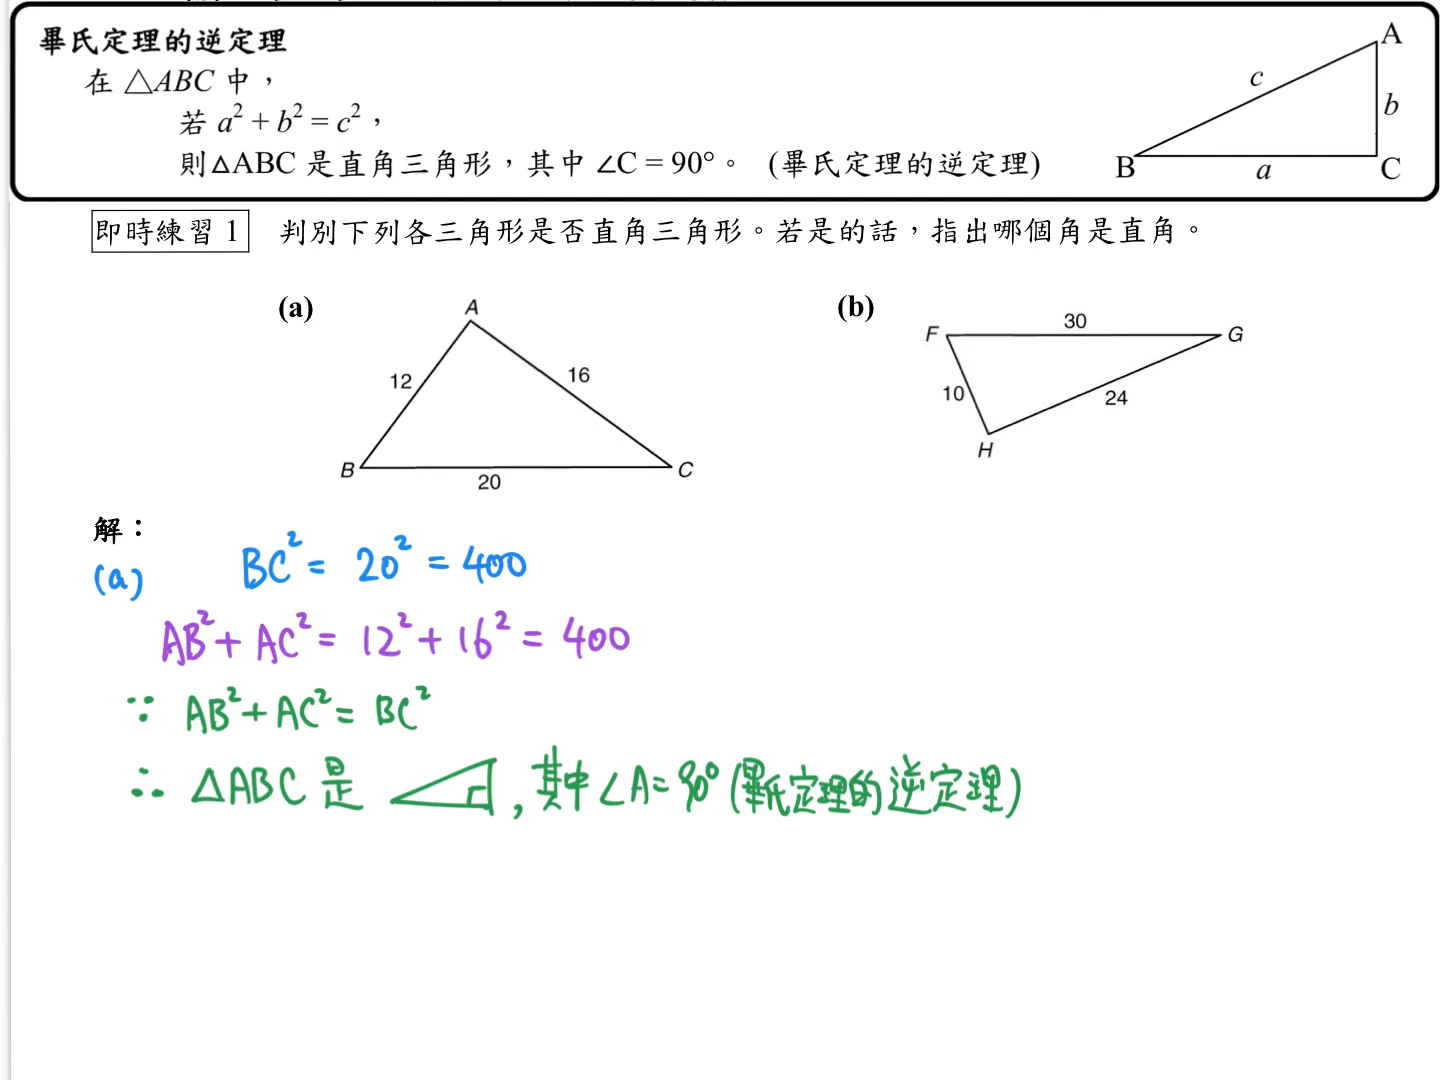 畢氏定理的逆定理
在 △ABC 中，
若 a² + b² = c²，
則△ABC 是直角三角形，其中 ∠C = 90°。 (畢氏定理的逆定理)
A
c
b
B
a
C
即時練習 1 判別下列各三角形是否直角三角形。若是的話，指出哪個角是直角。
(a)
A
12
16
B
20
C
(b)
F
30
G
10
24
H
解：
(a) BC² = 20² = 400
AB² + AC² = 12² + 16² = 400
∵ AB² + AC² = BC²
∴ △ABC 是 , 其中∠A = 90° (畢氏定理的逆定理)